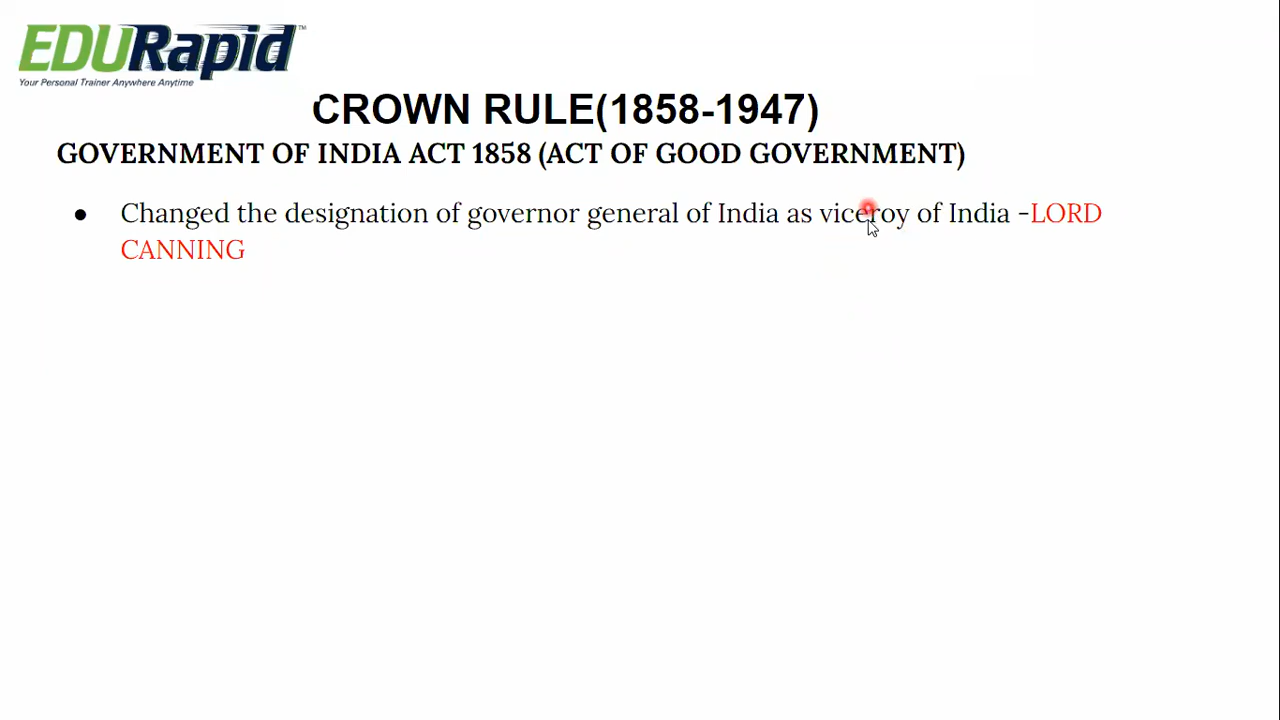 EDURapid™
Your Personal Trainer Anywhere Anytime
CROWN RULE(1858-1947)
GOVERNMENT OF INDIA ACT 1858 (ACT OF GOOD GOVERNMENT)
● Changed the designation of governor general of India as viceroy of India -LORD
CANNING